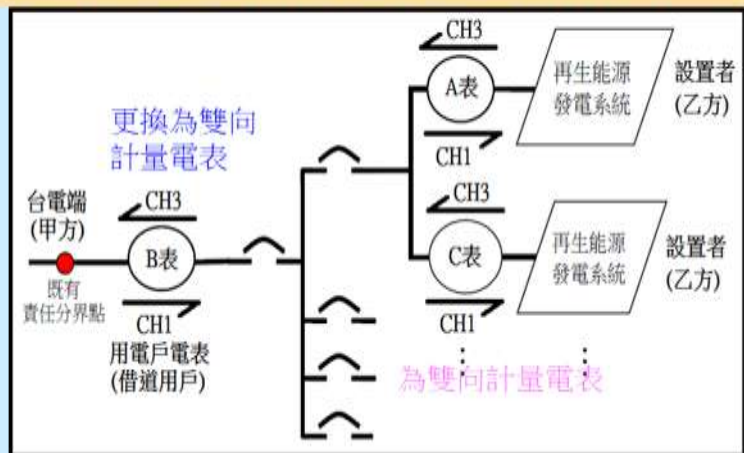 CH3
A表
CH1
再生能源
發電系統
設置者
(乙方)
更換為雙向
計量電表
台電端
(甲方)
既有
責任分界點
CH3
B表
CH1
用電戶電表
(借道用戶)
CH3
C表
CH1
再生能源
發電系統
設置者
(乙方)
為雙向計量電表